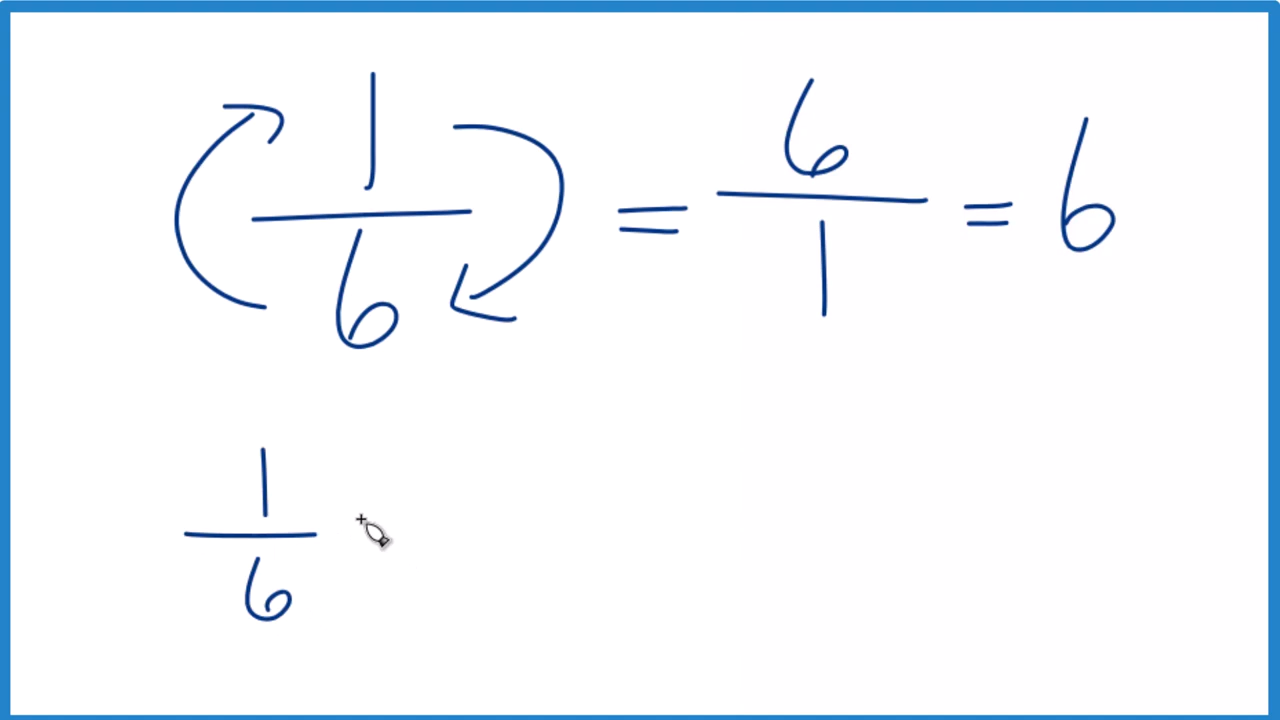 1/6 = 6/1 = 6
1/6